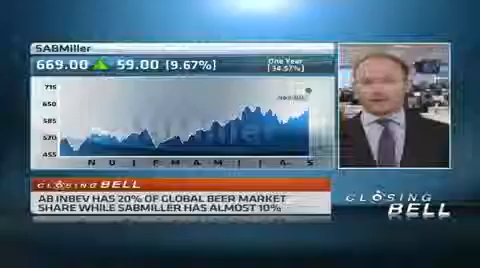 SABMiller
669.00 59.00 (9.67%)
One Year
(34.57%)
715
650
585
520
455
N D J F M A M J J A S
CLOSING BELL
AB INBEV HAS 20% OF GLOBAL BEER MARKET
SHARE WHILE SABMILLER HAS ALMOST 10%
CLOSING
BELL